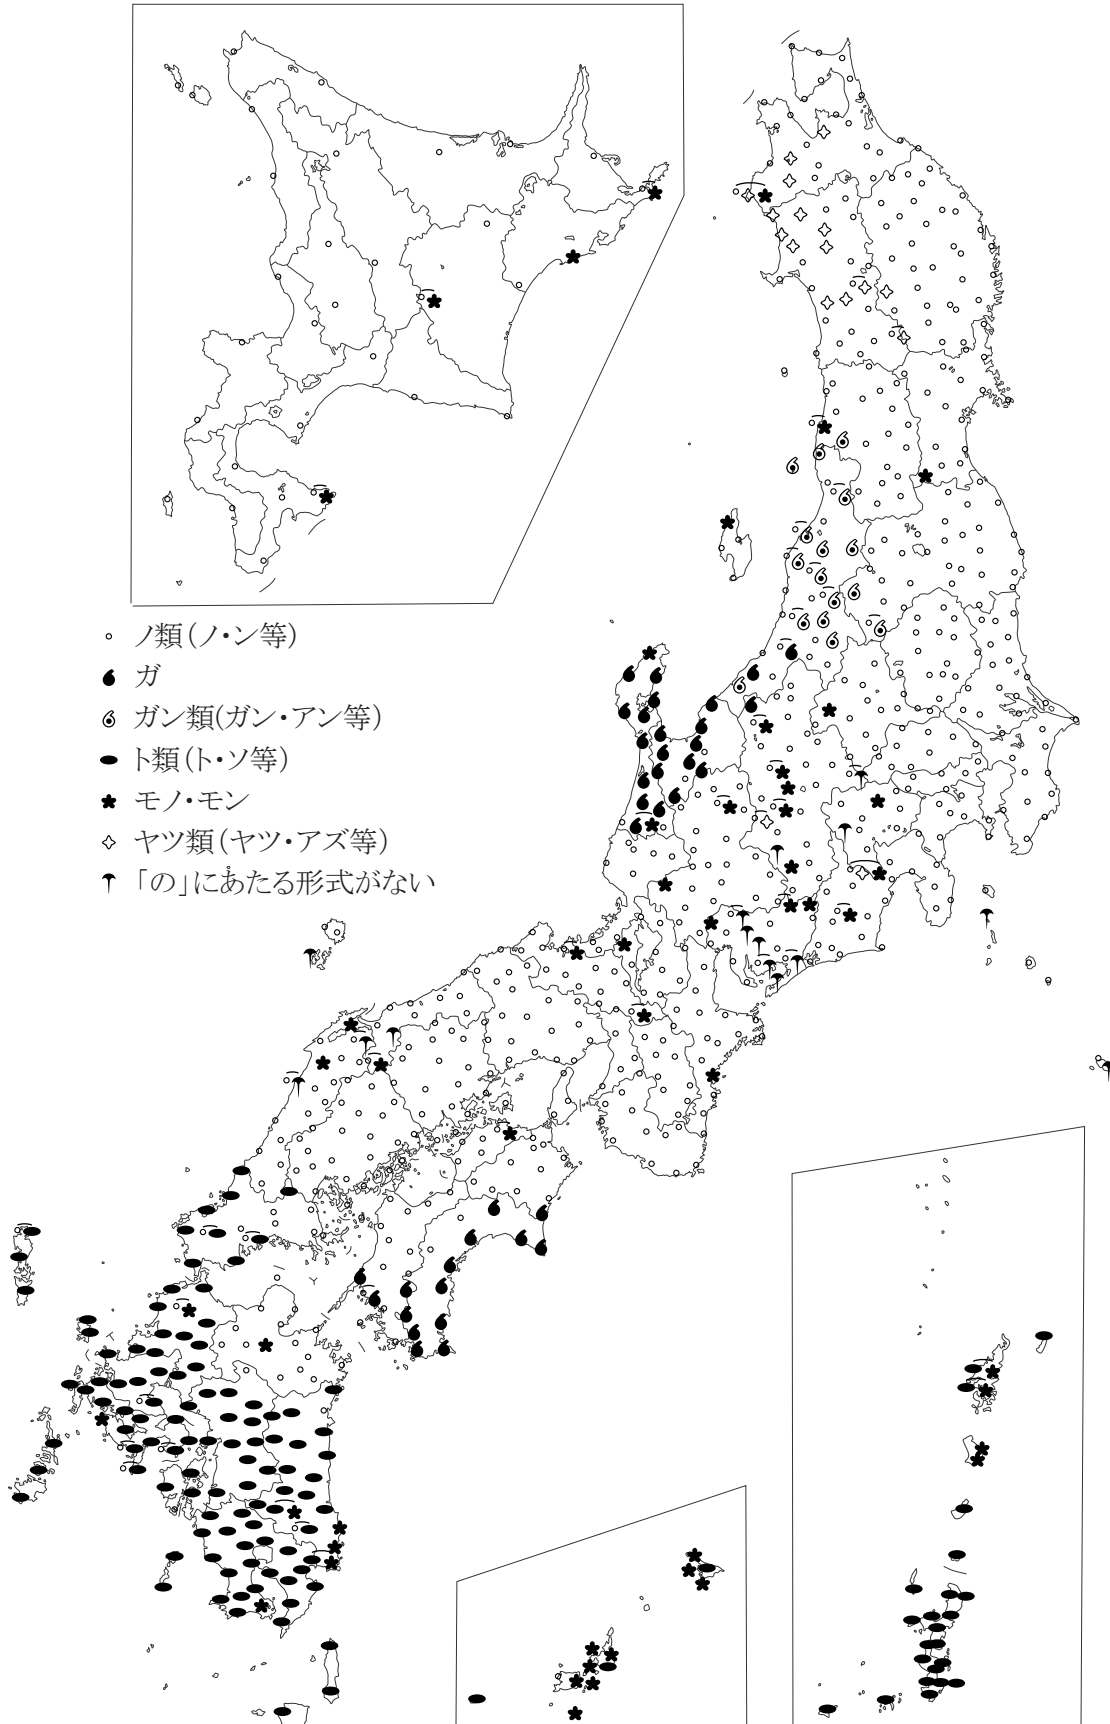 ノ類(ノ・ン等)
ガ
ガン類(ガン・アン等)
ト類(ト・ソ等)
モノ・モン
ヤツ類(ヤツ・アズ等)
「の」にあたる形式がない